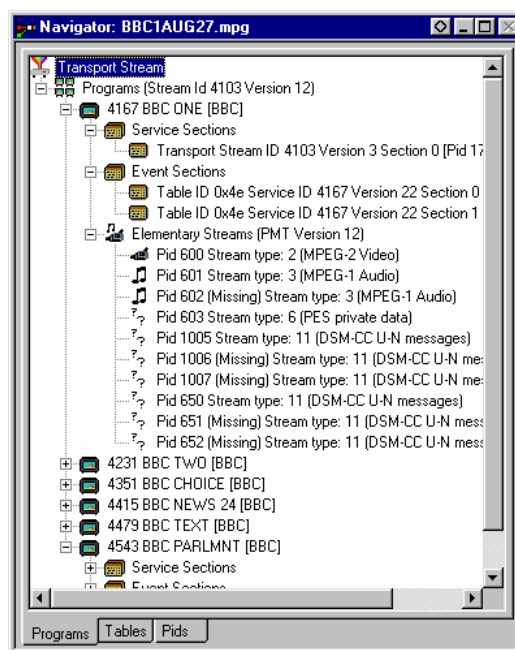 Navigator: BBC1AUG27.mpg
Transport Stream
Programs (Stream Id 4103 Version 12)
4167 BBC ONE [BBC]
Service Sections
Transport Stream ID 4103 Version 3 Section 0 [Pid 17
Event Sections
Table ID 0x4e Service ID 4167 Version 22 Section 0
Table ID 0x4e Service ID 4167 Version 22 Section 1
Elementary Streams (PMT Version 12)
Pid 600 Stream type: 2 (MPEG-2 Video)
Pid 601 Stream type: 3 (MPEG-1 Audio)
Pid 602 (Missing) Stream type: 3 (MPEG-1 Audio)
Pid 603 Stream type: 6 (PES private data)
Pid 1005 Stream type: 11 (DSM-CC U-N messages)
Pid 1006 (Missing) Stream type: 11 (DSM-CC U-N me
Pid 1007 (Missing) Stream type: 11 (DSM-CC U-N me
Pid 650 Stream type: 11 (DSM-CC U-N messages)
Pid 651 (Missing) Stream type: 11 (DSM-CC U-N mess
Pid 652 (Missing) Stream type: 11 (DSM-CC U-N mess
4231 BBC TWO [BBC]
4351 BBC CHOICE [BBC]
4415 BBC NEWS 24 [BBC]
4479 BBC TEXT [BBC]
4543 BBC PARLMNT [BBC]
Service Sections
Event Sections
Programs Tables Pids